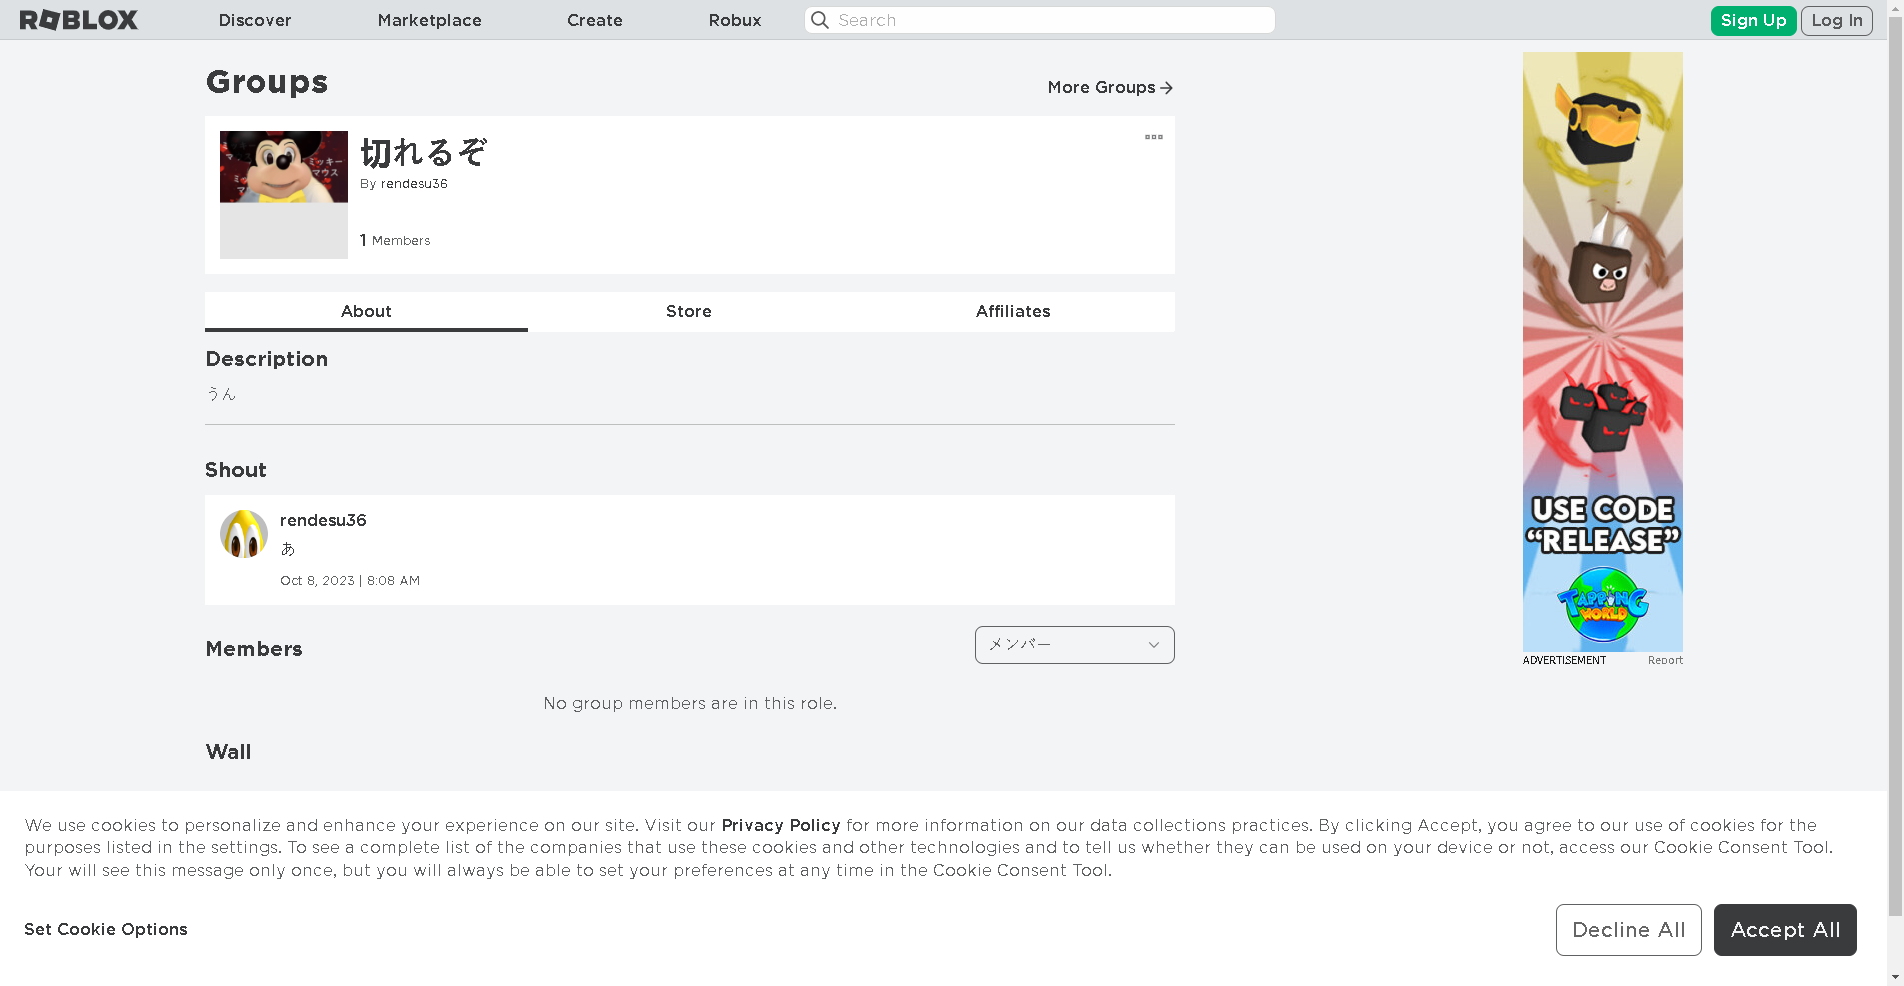 ROBLOX
Discover
Marketplace
Create
Robux
Search
Sign Up
Log In
Groups
More Groups
ミッキー
マウス
切れるぞ
By rendesu36
1 Members
About
Store
Affiliates
Description
うん
Shout
rendesu36
あ
Oct 8, 2023 | 8:08 AM
Members
メンバー
No group members are in this role.
Wall
USE CODE
“RELEASE”
TAPPING
WORLD
ADVERTISEMENT
Report
We use cookies to personalize and enhance your experience on our site. Visit our Privacy Policy for more information on our data collections practices. By clicking Accept, you agree to our use of cookies for the
purposes listed in the settings. To see a complete list of the companies that use these cookies and other technologies and to tell us whether they can be used on your device or not, access our Cookie Consent Tool.
Your will see this message only once, but you will always be able to set your preferences at any time in the Cookie Consent Tool.
Set Cookie Options
Decline All
Accept All